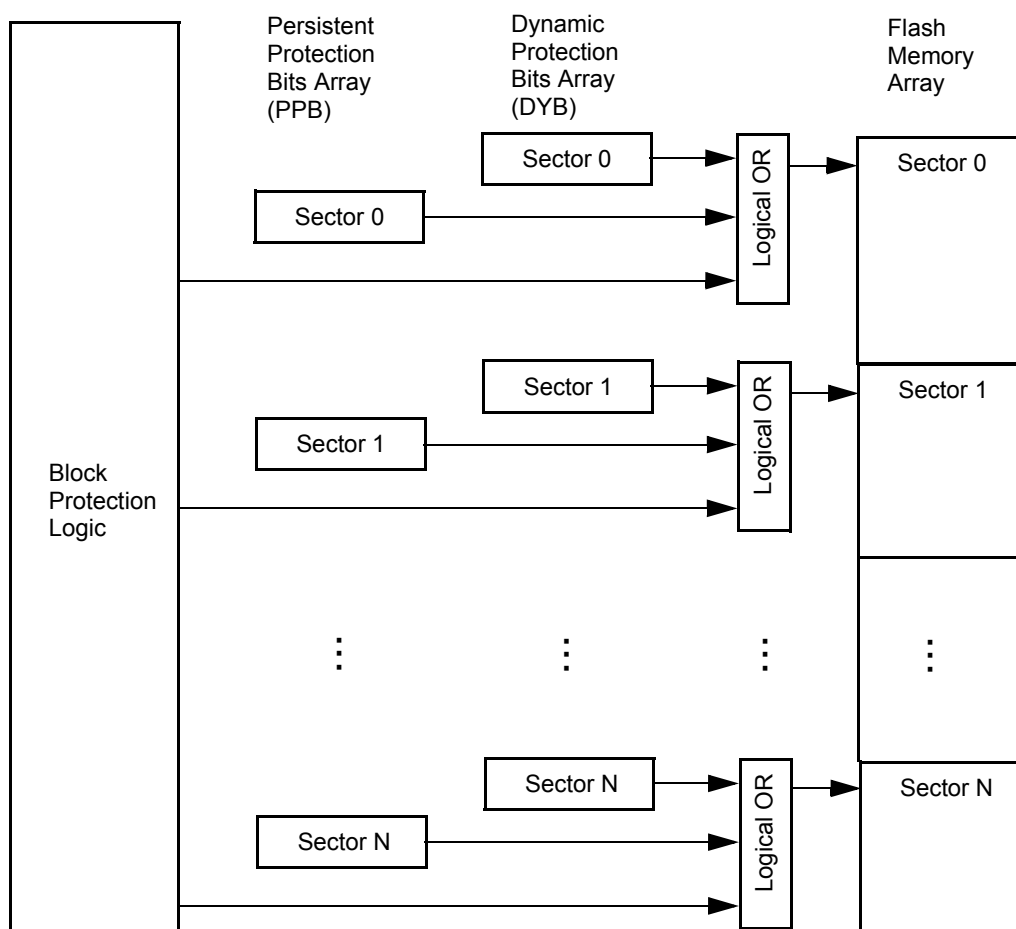 Persistent
Protection
Bits Array
(PPB)
Dynamic
Protection
Bits Array
(DYB)
Flash
Memory
Array
Sector 0
Sector 0
Logical OR
Sector 0
Sector 1
Sector 1
Logical OR
Sector 1
Block
Protection
Logic
...
...
...
...
Sector N
Sector N
Logical OR
Sector N